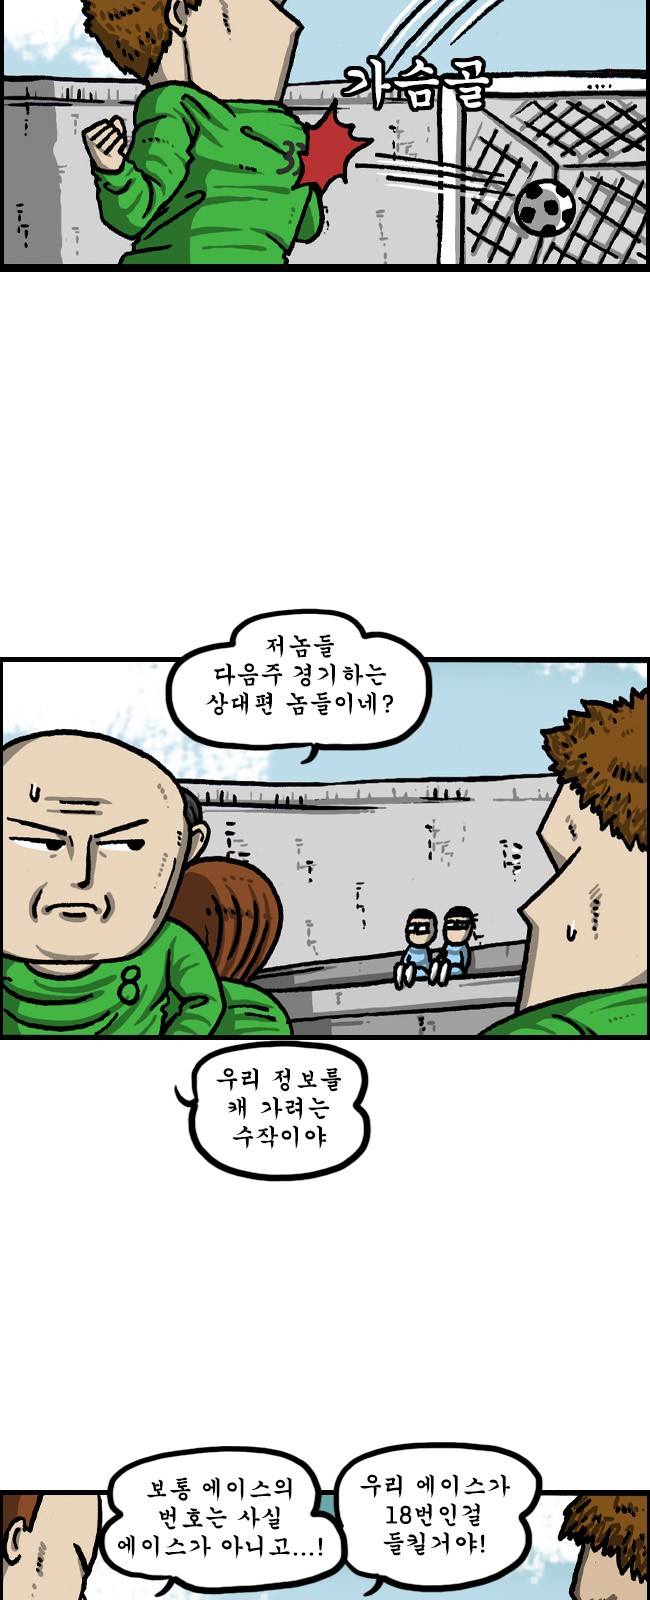 가슴골
저놈들
다음주 경기하는
상대편 놈들이네?
8
우리 정보를
캐 가려는
수작이야
보통 에이스의
번호는 사실
에이스가 아니고...!
우리 에이스가
18번인걸
들킬거야!